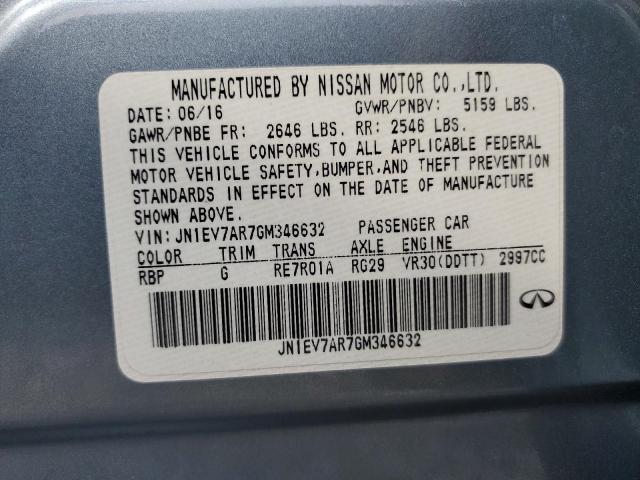 MANUFACTURED BY NISSAN MOTOR CO.,LTD.
DATE: 06/16 GVWR/PNBV: 5159 LBS.
GAWR/PNBE FR: 2646 LBS. RR: 2546 LBS.
THIS VEHICLE CONFORMS TO ALL APPLICABLE FEDERAL
MOTOR VEHICLE SAFETY,BUMPER,AND THEFT PREVENTION
STANDARDS IN EFFECT ON THE DATE OF MANUFACTURE
SHOWN ABOVE.
VIN:JN1EV7AR7GM346632 PASSENGER CAR
COLOR TRIM TRANS AXLE ENGINE
RBP G RE7R01A RG29 VR30(DDTT) 2997CC
JN1EV7AR7GM346632